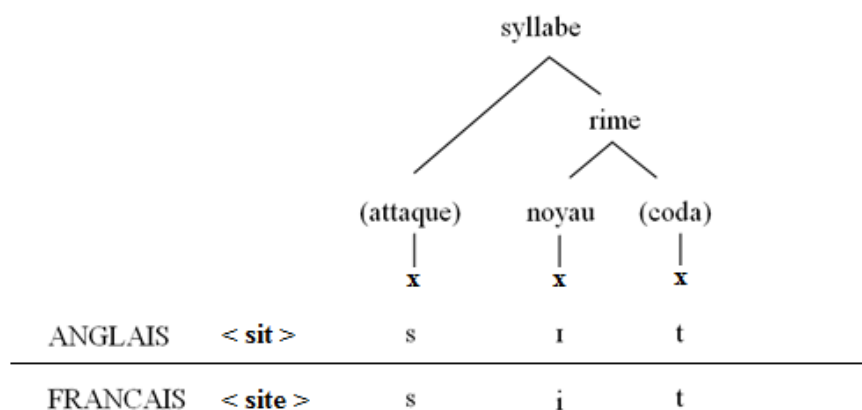 syllabe
rime
(attaque) noyau (coda)
x x x
ANGLAIS < sit > s ɪ t
FRANCAIS < site > s i t